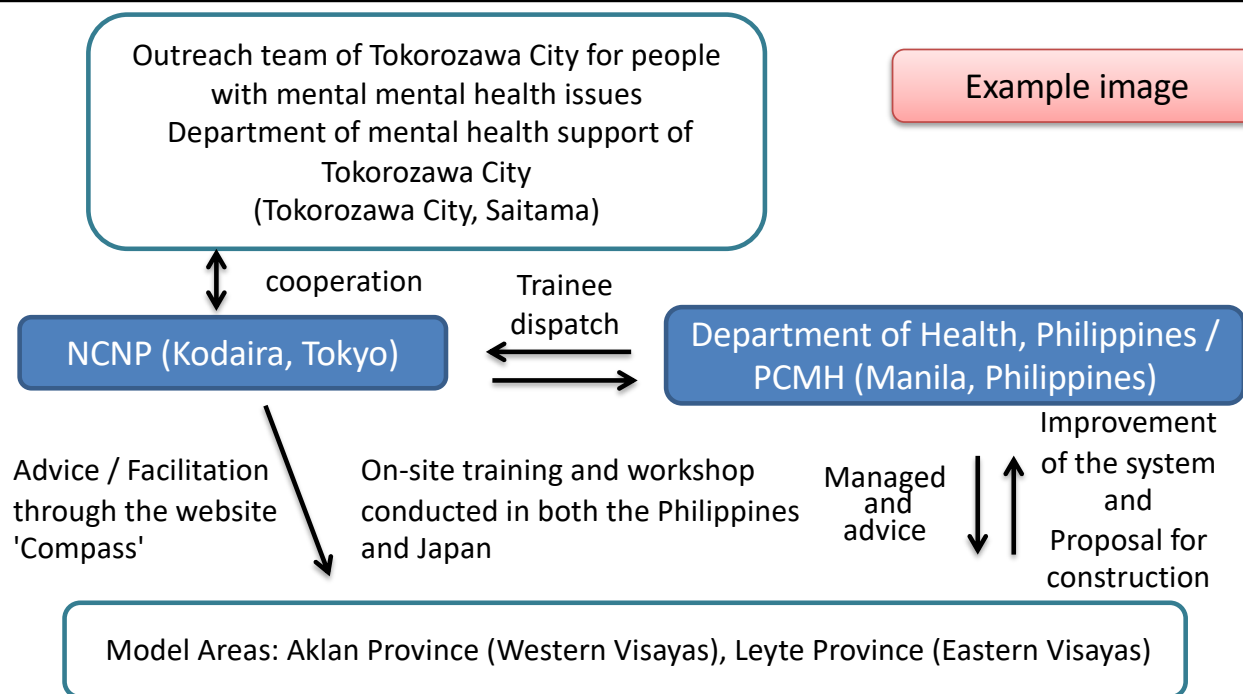 Outreach team of Tokorozawa City for people
with mental mental health issues
Department of mental health support of
Tokorozawa City
(Tokorozawa City, Saitama)
Example image
cooperation
Trainee
dispatch
NCNP (Kodaira, Tokyo)
Department of Health, Philippines /
PCMH (Manila, Philippines)
Advice / Facilitation
through the website
'Compass'
On-site training and workshop
conducted in both the Philippines
and Japan
Managed
and
advice
Improvement
of the system
and
Proposal for
construction
Model Areas: Aklan Province (Western Visayas), Leyte Province (Eastern Visayas)